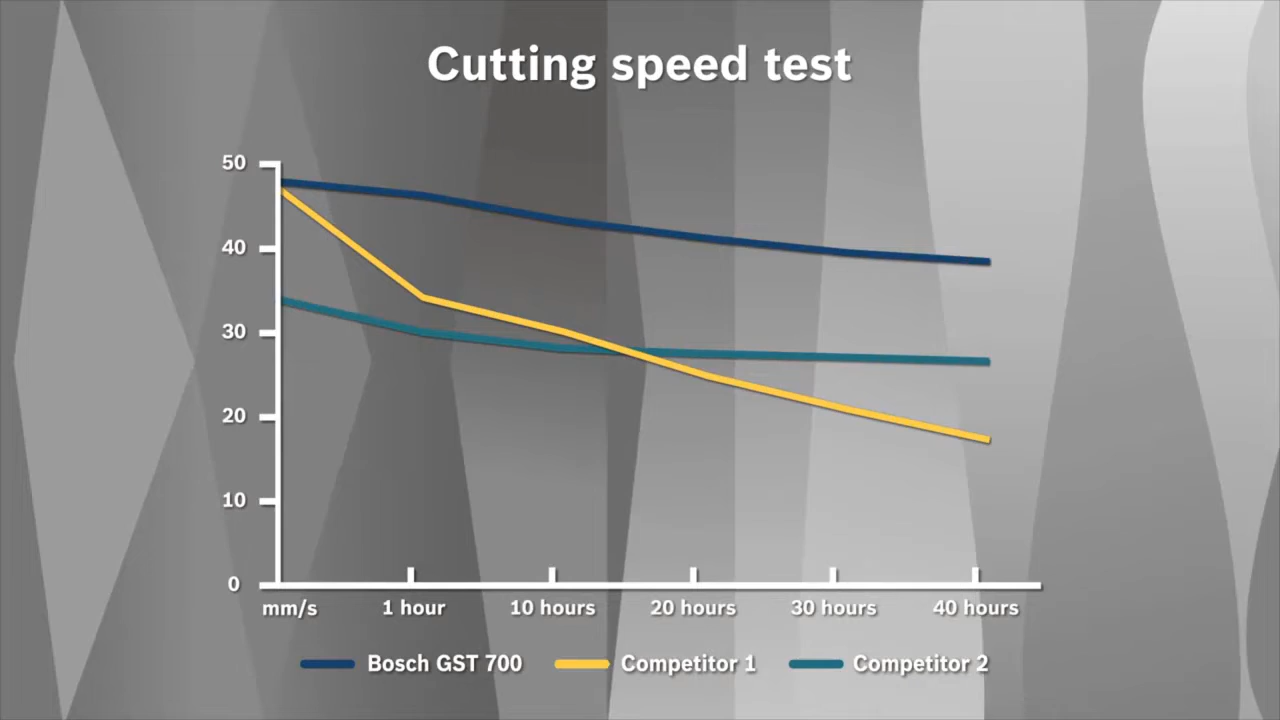 Cutting speed test
50
40
30
20
10
0
mm/s 1 hour 10 hours 20 hours 30 hours 40 hours
Bosch GST 700 Competitor 1 Competitor 2